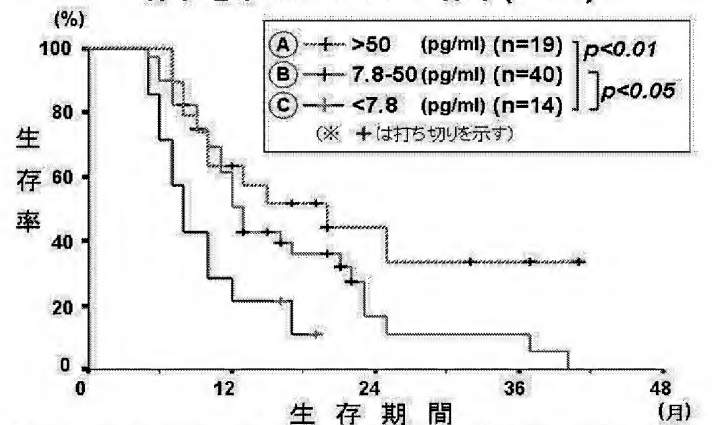 (%)
100
80
60
40
20
0
生存率
0
12
24
36
48
(月)
生存期間
A >50 (pg/ml) (n=19)
B 7.8-50 (pg/ml) (n=40)
C <7.8 (pg/ml) (n=14)
(※ +は打ち切りを示す)
p<0.01
p<0.05